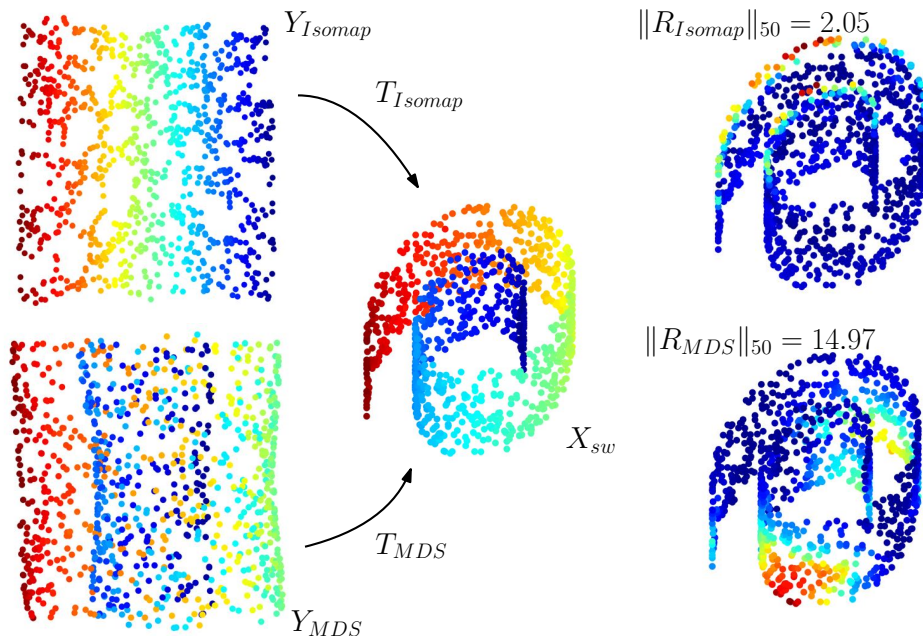 Y_{Isomap}
‖R_{Isomap}‖_{50} = 2.05
T_{Isomap}
‖R_{MDS}‖_{50} = 14.97
X_{sw}
T_{MDS}
Y_{MDS}